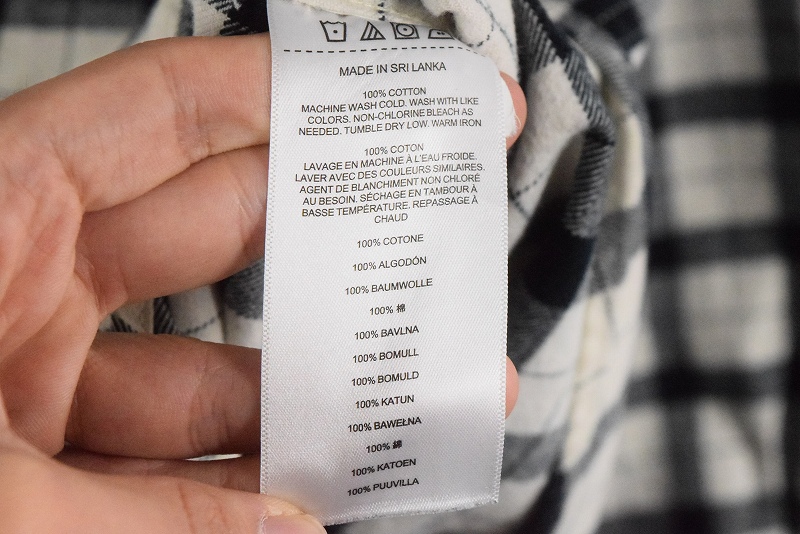 MADE IN SRI LANKA
100% COTTON
MACHINE WASH COLD. WASH WITH LIKE
COLORS. NON-CHLORINE BLEACH AS
NEEDED. TUMBLE DRY LOW. WARM IRON
100% COTON
LAVAGE EN MACHINE À L'EAU FROIDE.
LAVER AVEC DES COULEURS SIMILAIRES.
AGENT DE BLANCHIMENT NON CHLORÉ
AU BESOIN. SÉCHAGE EN TAMBOUR À
BASSE TEMPÉRATURE. REPASSAGE À
CHAUD
100% COTONE
100% ALGODÓN
100% BAUMWOLLE
100% 棉
100% BAVLNA
100% BOMULL
100% BOMULD
100% KATUN
100% BAWEŁNA
100% 綿
100% KATOEN
100% PUUVILLA